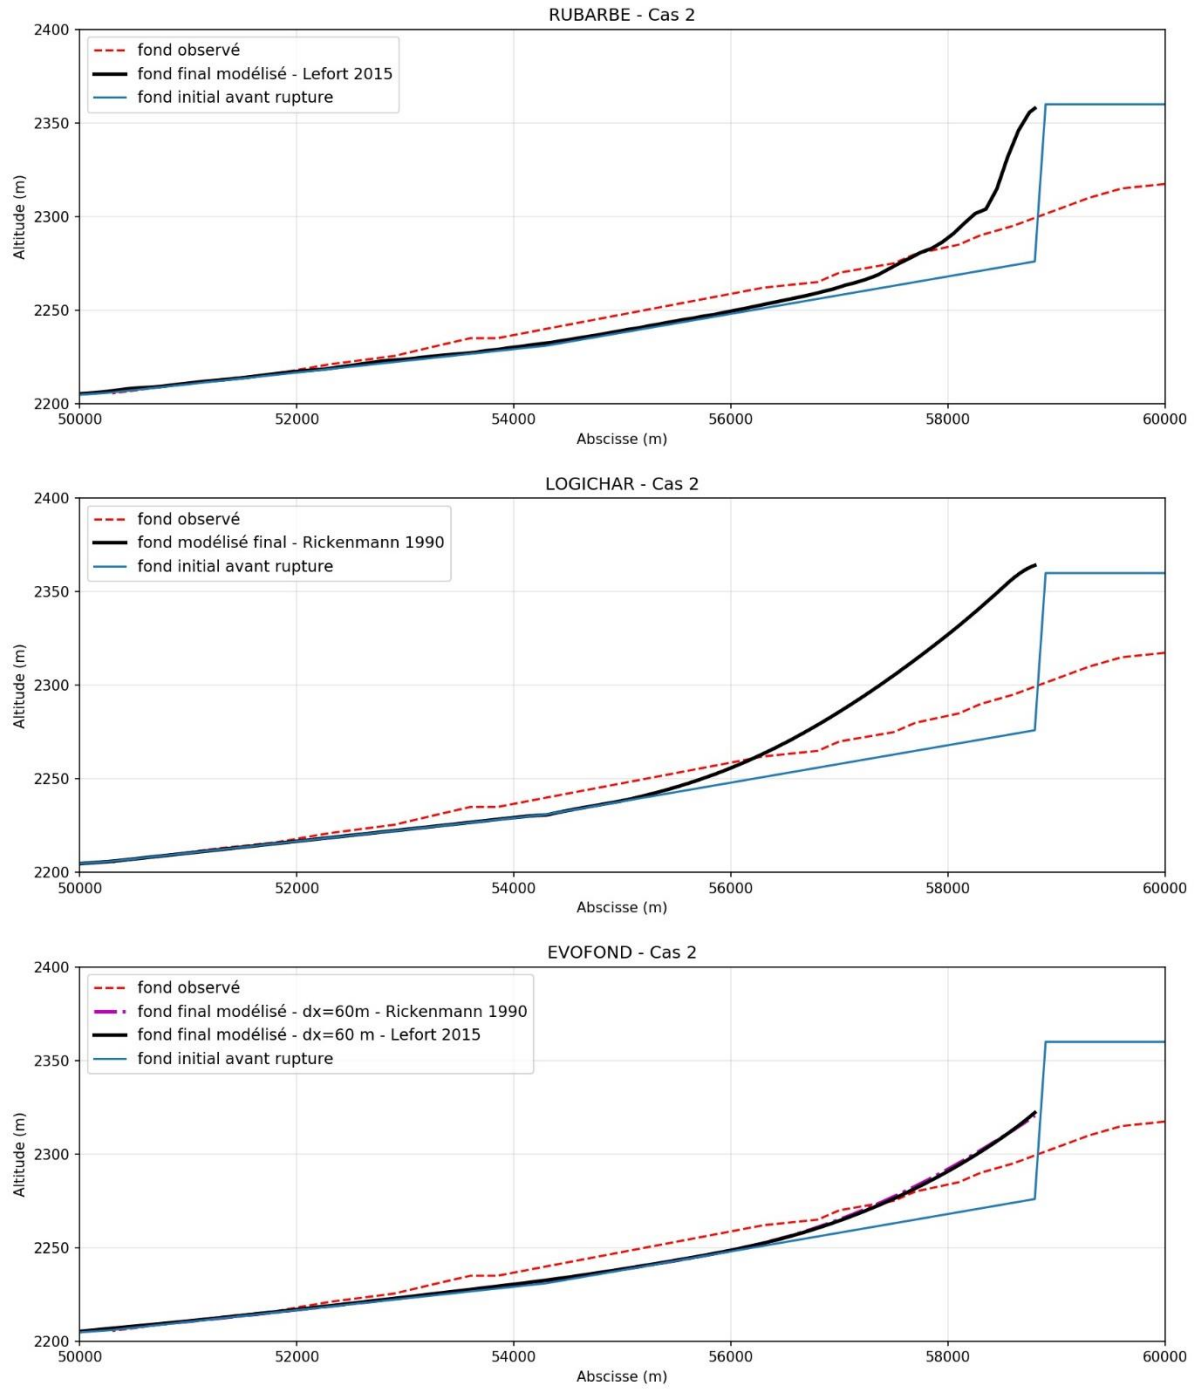 RUBARBE - Cas 2
2400
2350
2300
2250
2200
Altitude (m)
fond observé
fond final modélisé - Lefort 2015
fond initial avant rupture
50000 52000 54000 56000 58000 60000
Abscisse (m)
LOGICHAR - Cas 2
2400
2350
2300
2250
2200
Altitude (m)
fond observé
fond modélisé final - Rickenmann 1990
fond initial avant rupture
50000 52000 54000 56000 58000 60000
Abscisse (m)
EVOFOND - Cas 2
2400
2350
2300
2250
2200
Altitude (m)
fond observé
fond final modélisé - dx=60m - Rickenmann 1990
fond final modélisé - dx=60 m - Lefort 2015
fond initial avant rupture
50000 52000 54000 56000 58000 60000
Abscisse (m)